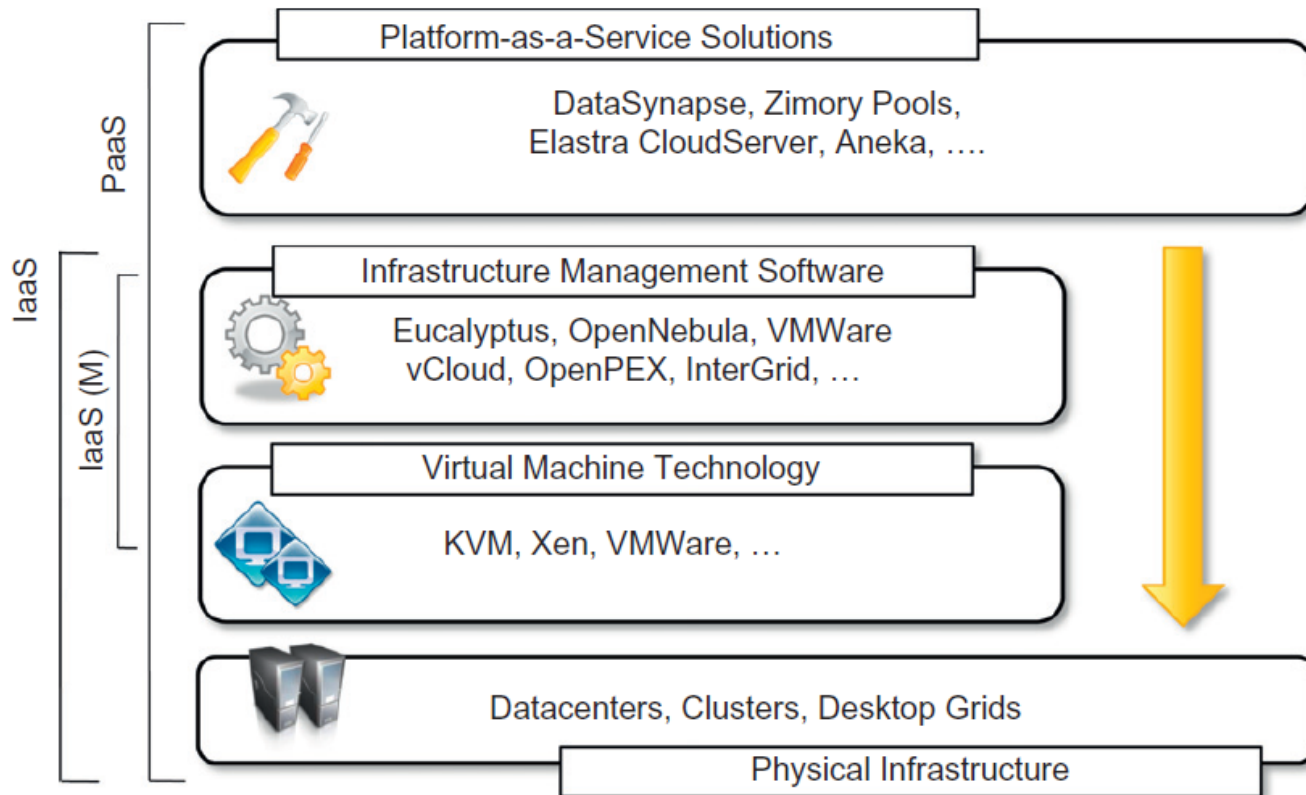 Platform-as-a-Service Solutions
DataSynapse, Zimory Pools,
Elastra CloudServer, Aneka, ….
PaaS
IaaS
IaaS (M)
Infrastructure Management Software
Eucalyptus, OpenNebula, VMWare
vCloud, OpenPEX, InterGrid, …
Virtual Machine Technology
KVM, Xen, VMWare, …
Datacenters, Clusters, Desktop Grids
Physical Infrastructure